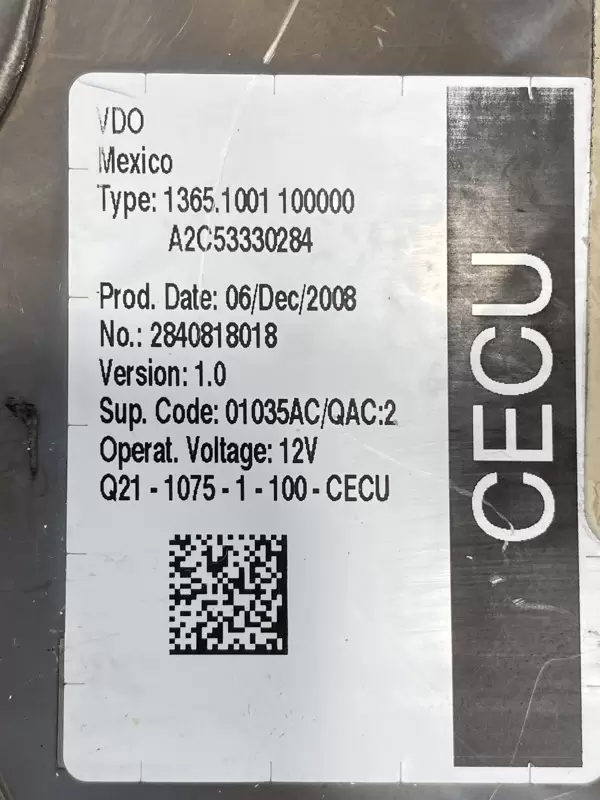 VDO
Mexico
Type: 1365.1001 100000
A2C53330284
Prod. Date: 06/Dec/2008
No.: 2840818018
Version: 1.0
Sup. Code: 01035AC/QAC:2
Operat. Voltage: 12V
Q21 - 1075 - 1 - 100 - CECU
CECU